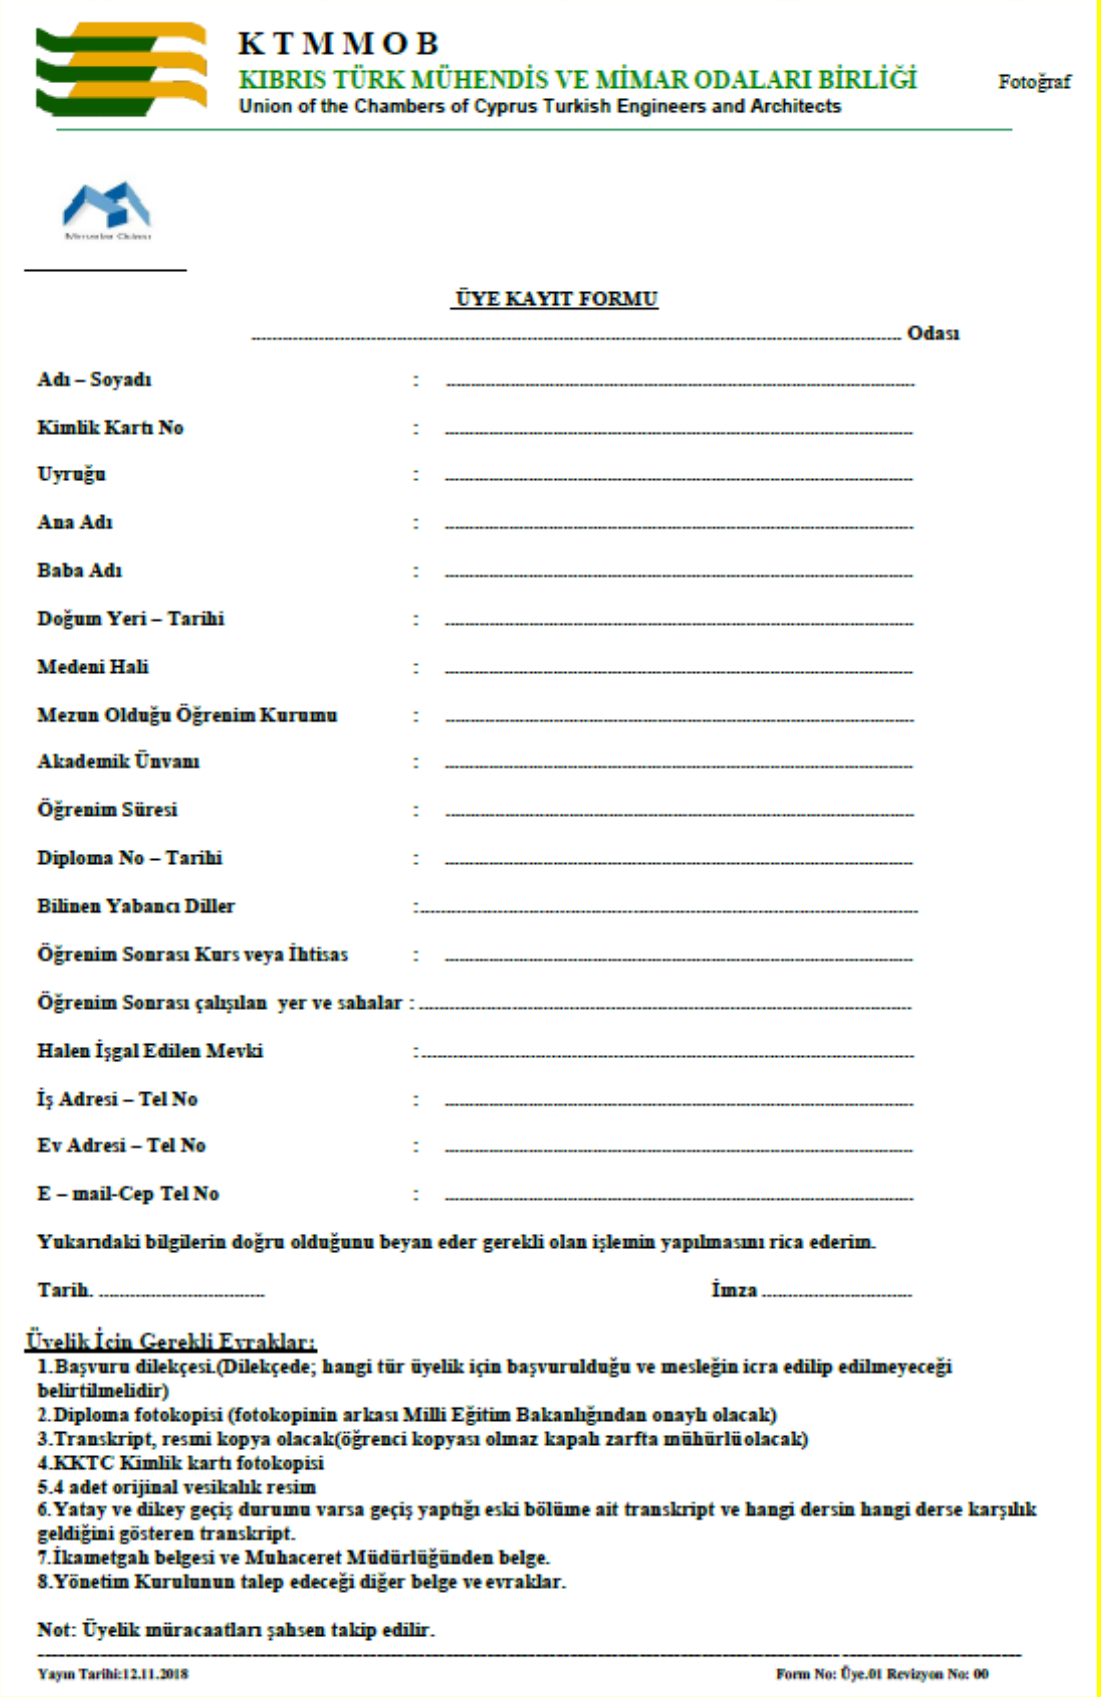 K T M M O B
KIBRIS TÜRK MÜHENDİS VE MİMAR ODALARI BİRLİĞİ
Fotoğraf
Union of the Chambers of Cyprus Turkish Engineers and Architects
Mimarlar Odası
ÜYE KAYIT FORMU
Odası
Adı – Soyadı :
Kimlik Kartı No :
Uyruğu :
Ana Adı :
Baba Adı :
Doğum Yeri – Tarihi :
Medeni Hali :
Mezun Olduğu Öğrenim Kurumu :
Akademik Ünvanı :
Öğrenim Süresi :
Diploma No – Tarihi :
Bilinen Yabancı Diller :
Öğrenim Sonrası Kurs veya İhtisas :
Öğrenim Sonrası çalışılan yer ve sahalar :
Halen İşgal Edilen Mevki :
İş Adresi – Tel No :
Ev Adresi – Tel No :
E – mail-Cep Tel No :
Yukarıdaki bilgilerin doğru olduğunu beyan eder gerekli olan işlemin yapılmasını rica ederim.
Tarih. İmza
Üyelik İçin Gerekli Evraklar:
1.Başvuru dilekçesi.(Dilekçede; hangi tür üyelik için başvurulduğu ve mesleğin icra edilip edilmeyeceği
belirtilmelidir)
2.Diploma fotokopisi (fotokopinin arkası Milli Eğitim Bakanlığından onaylı olacak)
3.Transkript, resmi kopya olacak(öğrenci kopyası olmaz kapalı zarfta mühürlü olacak)
4.KKTC Kimlik kartı fotokopisi
5.4 adet orijinal vesikalık resim
6.Yatay ve dikey geçiş durumu varsa geçiş yaptığı eski bölüme ait transkript ve hangi dersin hangi derse karşılık
geldiğini gösteren transkript.
7.İkametgah belgesi ve Muhaceret Müdürlüğünden belge.
8.Yönetim Kurulunun talep edeceği diğer belge ve evraklar.
Not: Üyelik müracaatları şahsen takip edilir.
Yayın Tarihi:12.11.2018 Form No: Üye.01 Revizyon No: 00